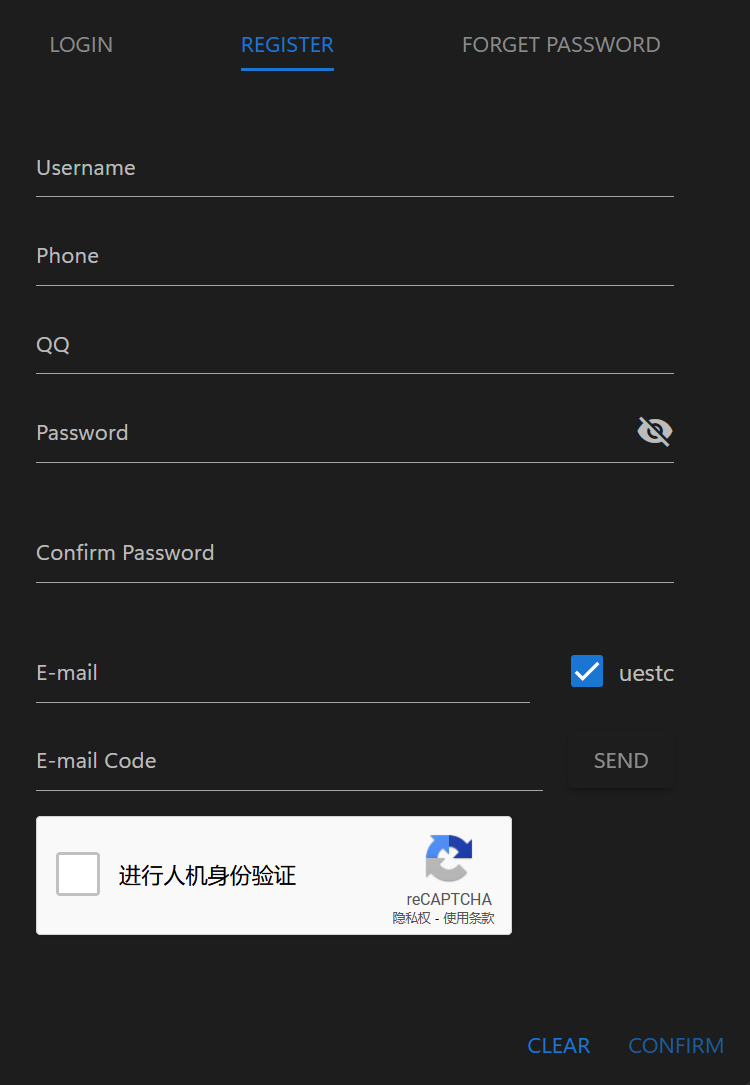 LOGIN REGISTER FORGET PASSWORD
Username
Phone
QQ
Password
Confirm Password
E-mail uestc
E-mail Code SEND
进行人机身份验证
reCAPTCHA
隐私权 - 使用条款
CLEAR CONFIRM